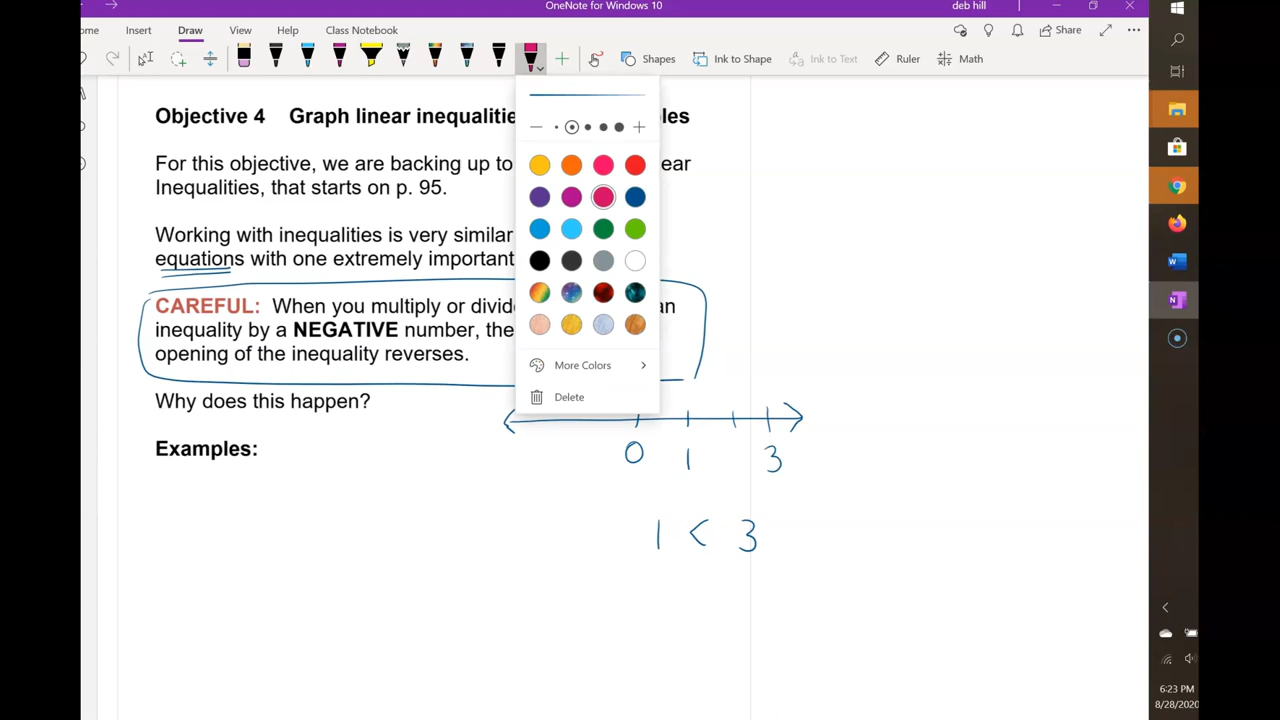 OneNote for Windows 10
deb hill
ome Insert Draw View Help Class Notebook
Share
Shapes Ink to Shape Ink to Text Ruler Math
Objective 4 Graph linear inequalitie les
For this objective, we are backing up to ear
Inequalities, that starts on p. 95.
Working with inequalities is very similar
equations with one extremely important
CAREFUL: When you multiply or divide an
inequality by a NEGATIVE number, the
opening of the inequality reverses.
More Colors
Delete
Why does this happen?
Examples:
0 1 3
1 < 3
6:23 PM
8/28/2020